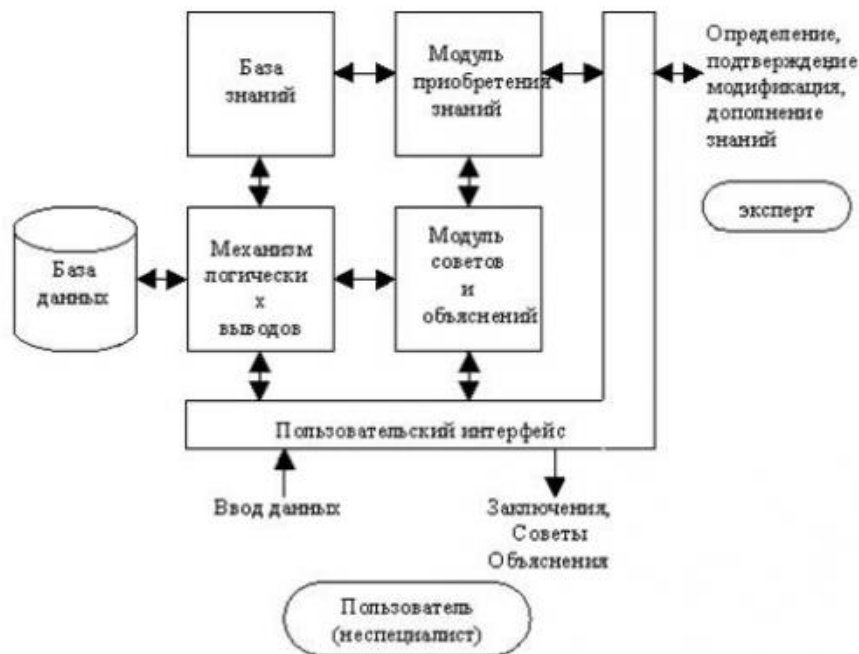 База
знаний
Модуль
приобретения
знаний
Определение,
подтверждение,
модификация,
дополнение
знаний
эксперт
База
данных
Механизм
логически
х
выводов
Модуль
советов
и
объяснений
Пользовательский интерфейс
Ввод данных
Заключения,
Советы
Объяснения
Пользователь
(неспециалист)